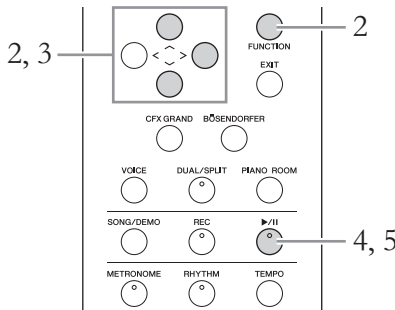 2
FUNCTION
2, 3
EXIT
CFX GRAND BÖSENDORFER
VOICE DUAL/SPLIT PIANO ROOM
SONG/DEMO REC ►/II
4, 5
METRONOME RHYTHM TEMPO